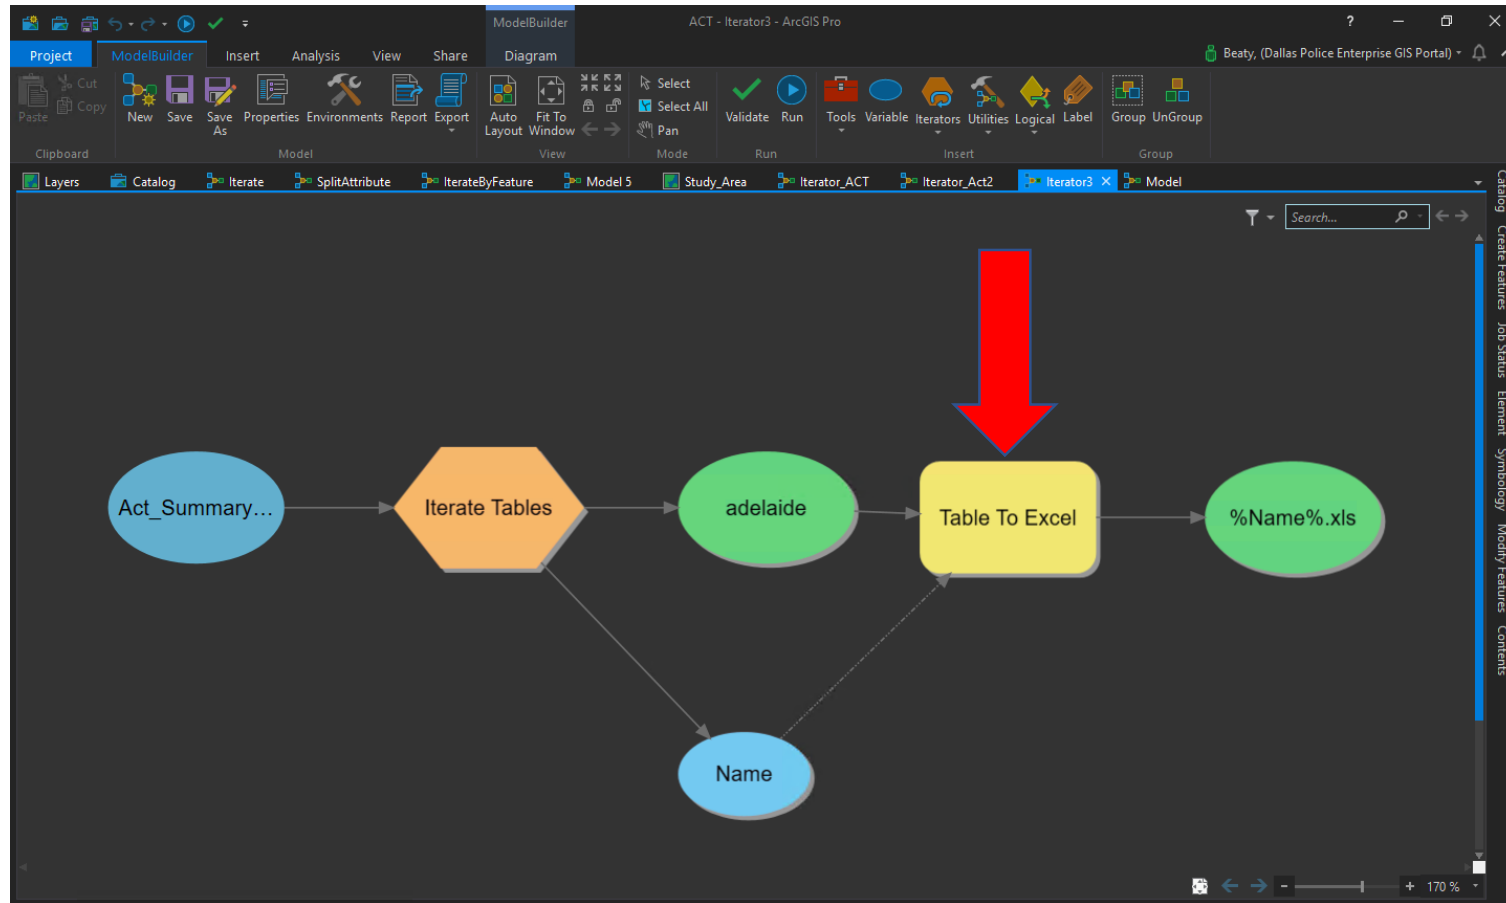 ModelBuilder
ACT - Iterator3 - ArcGIS Pro
?
Project ModelBuilder Insert Analysis View Share Diagram
Beaty, (Dallas Police Enterprise GIS Portal)
Paste
Cut
Copy
Clipboard
New Save Save As Properties Environments Report Export
Model
Auto Layout Fit To Window
View
Select
Select All
Pan
Mode
Validate Run
Run
Tools Variable Iterators Utilities Logical Label
Insert
Group UnGroup
Group
Layers Catalog Iterate SplitAttribute IterateByFeature Model 5 Study_Area Iterator_ACT Iterator_Act2 Iterator3 Model
Search...
Act_Summary...
Iterate Tables
adelaide
Table To Excel
%Name%.xls
Name
Catalog
Create Features
Job Status
Element
Symbology
Modify Features
Contents
170 %